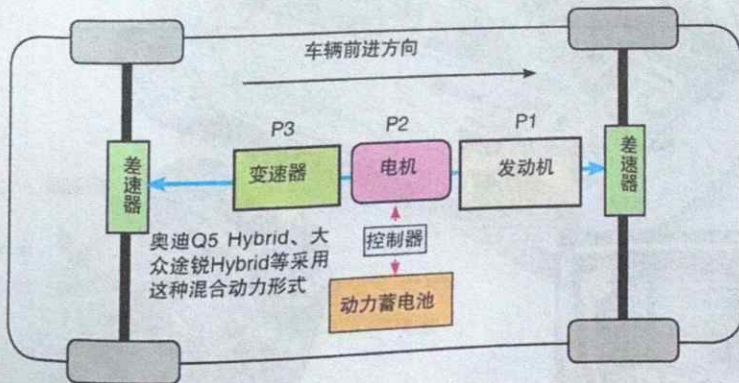 车辆前进方向
P3
P2
P1
差速器
变速器
电机
发动机
差速器
奥迪Q5 Hybrid、大
众途锐Hybrid等采用
这种混合动力形式
控制器
动力蓄电池